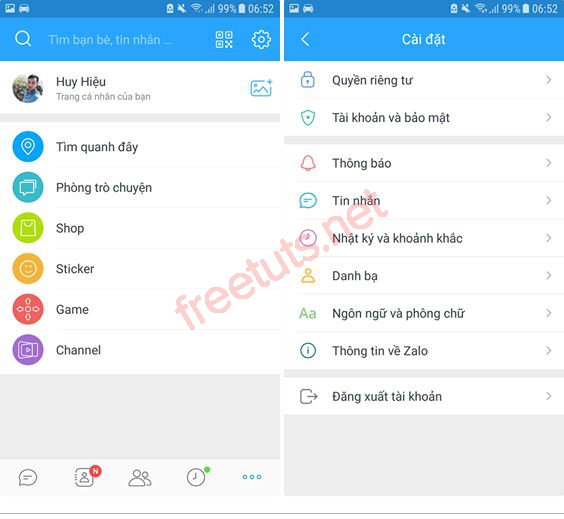 99% 06:52
Tìm bạn bè, tin nhắn ...
Huy Hiệu
Trang cá nhân của bạn
Tìm quanh đây
Phòng trò chuyện
Shop
Sticker
Game
Channel
N
99% 06:52
Cài đặt
Quyền riêng tư
Tài khoản và bảo mật
Thông báo
Tin nhắn
Nhật ký và khoảnh khắc
Danh bạ
Aa Ngôn ngữ và phông chữ
Thông tin về Zalo
Đăng xuất tài khoản
freetuts.net